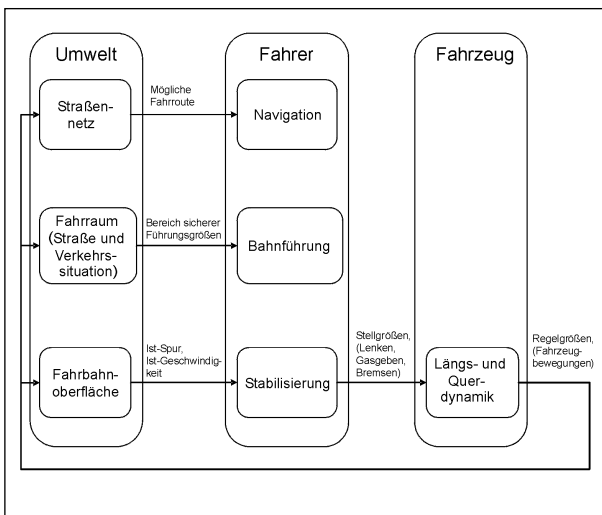 Umwelt
Fahrer
Fahrzeug
Straßen-
netz
Mögliche
Fahrroute
Navigation
Fahrraum
(Straße und
Verkehrs-
situation)
Bereich sicherer
Führungsgrößen
Bahnführung
Fahrbahn-
oberfläche
Ist-Spur,
Ist-Geschwindig-
keit
Stabilisierung
Stellgrößen,
(Lenken,
Gasgeben,
Bremsen)
Längs- und
Quer-
dynamik
Regelgrößen,
(Fahrzeug-
bewegungen)